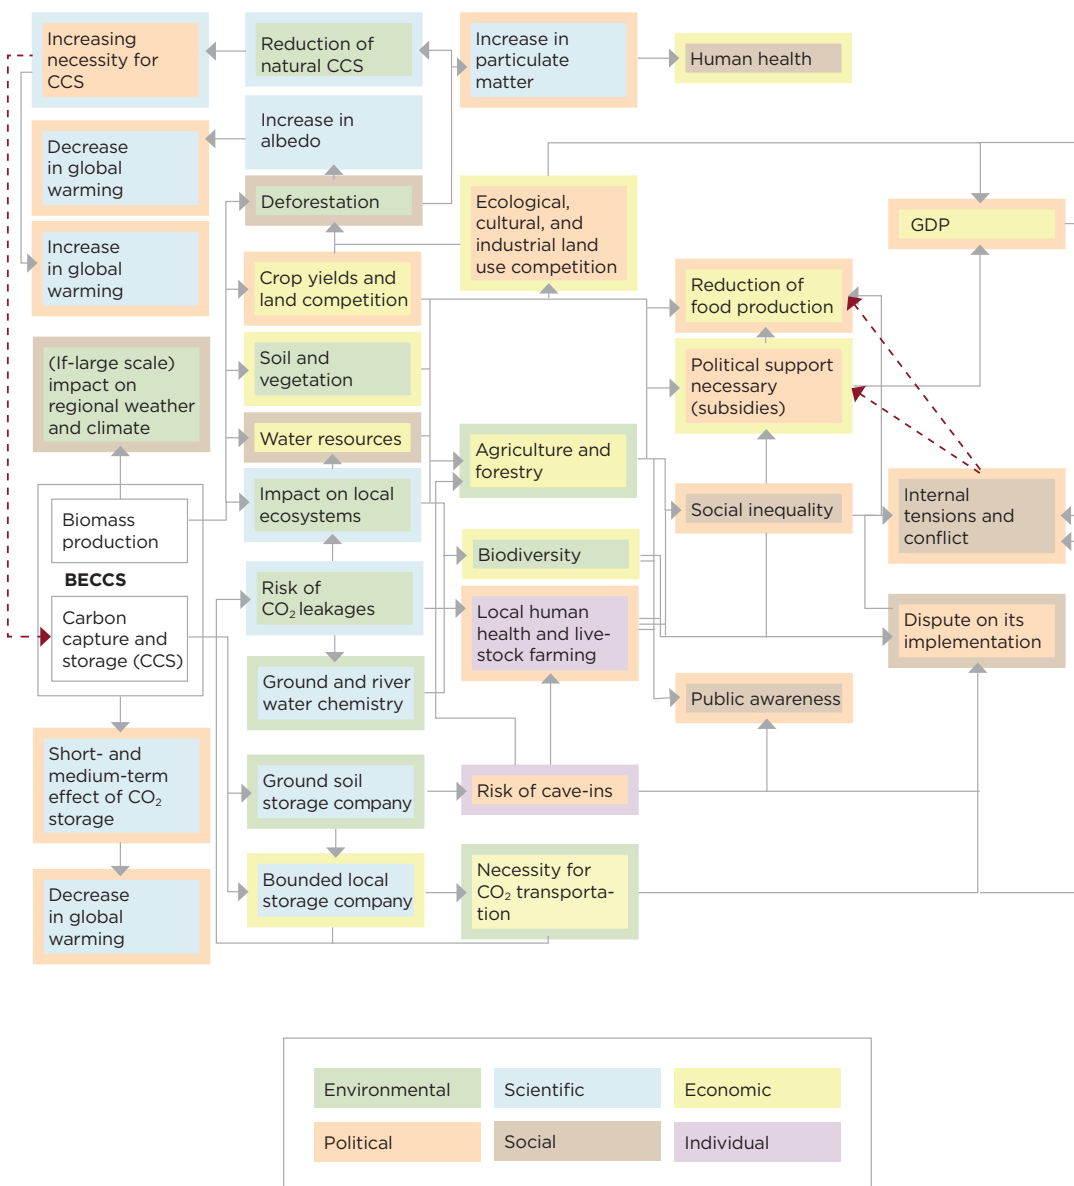 Increasing
necessity for
CCS
Reduction of
natural CCS
Increase in
particulate
matter
Human health
Increase in
albedo
Decrease
in global
warming
Deforestation
Ecological,
cultural, and
industrial land
use competition
GDP
Increase
in global
warming
Crop yields and
land competition
Reduction of
food production
(If-large scale)
impact on
regional weather
and climate
Soil and
vegetation
Political support
necessary
(subsidies)
Water resources
Agriculture and
forestry
Impact on local
ecosystems
Social inequality
Internal
tensions and
conflict
Biomass
production
BECCS
Carbon
capture and
storage (CCS)
Biodiversity
Risk of
CO₂ leakages
Local human
health and live-
stock farming
Dispute on its
implementation
Ground and river
water chemistry
Public awareness
Short- and
medium-term
effect of CO₂
storage
Ground soil
storage company
Risk of cave-ins
Decrease
in global
warming
Bounded local
storage company
Necessity for
CO₂ transporta-
tion
Environmental
Scientific
Economic
Political
Social
Individual